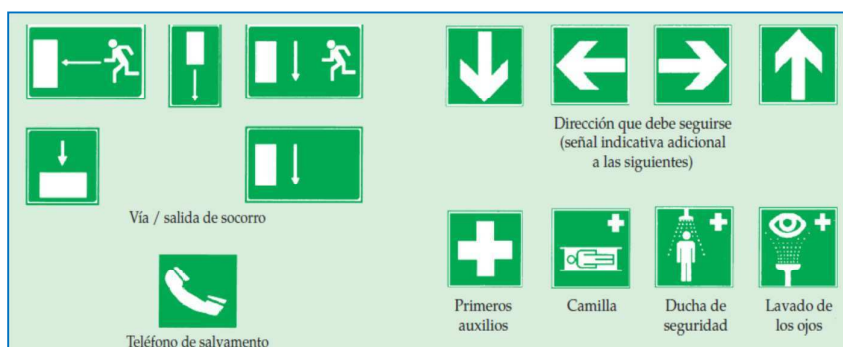 Vía / salida de socorro
Teléfono de salvamento
Dirección que debe seguirse
(señal indicativa adicional
a las siguientes)
Primeros
auxilios
Camilla
Ducha de
seguridad
Lavado de
los ojos